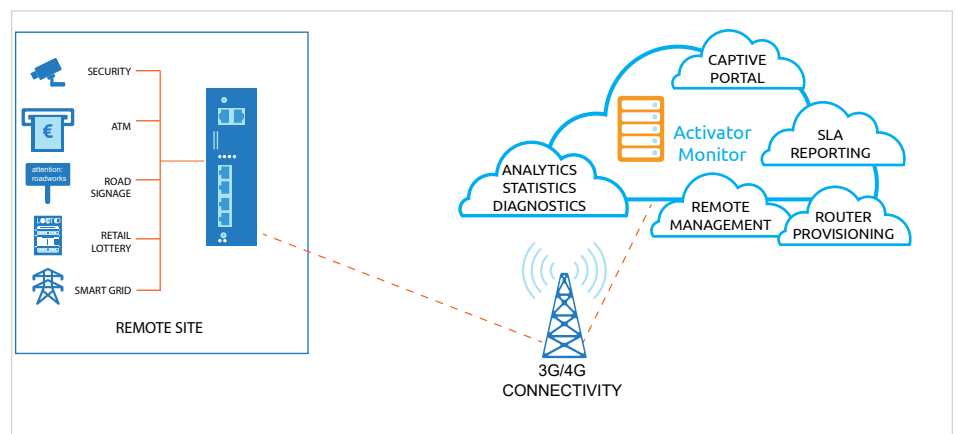 SECURITY
€
ATM
attention:
roadworks
ROAD
SIGNAGE
RETAIL
LOTTERY
SMART GRID
REMOTE SITE
CAPTIVE
PORTAL
Activator
Monitor
SLA
REPORTING
ANALYTICS
STATISTICS
DIAGNOSTICS
REMOTE
MANAGEMENT
ROUTER
PROVISIONING
3G/4G
CONNECTIVITY